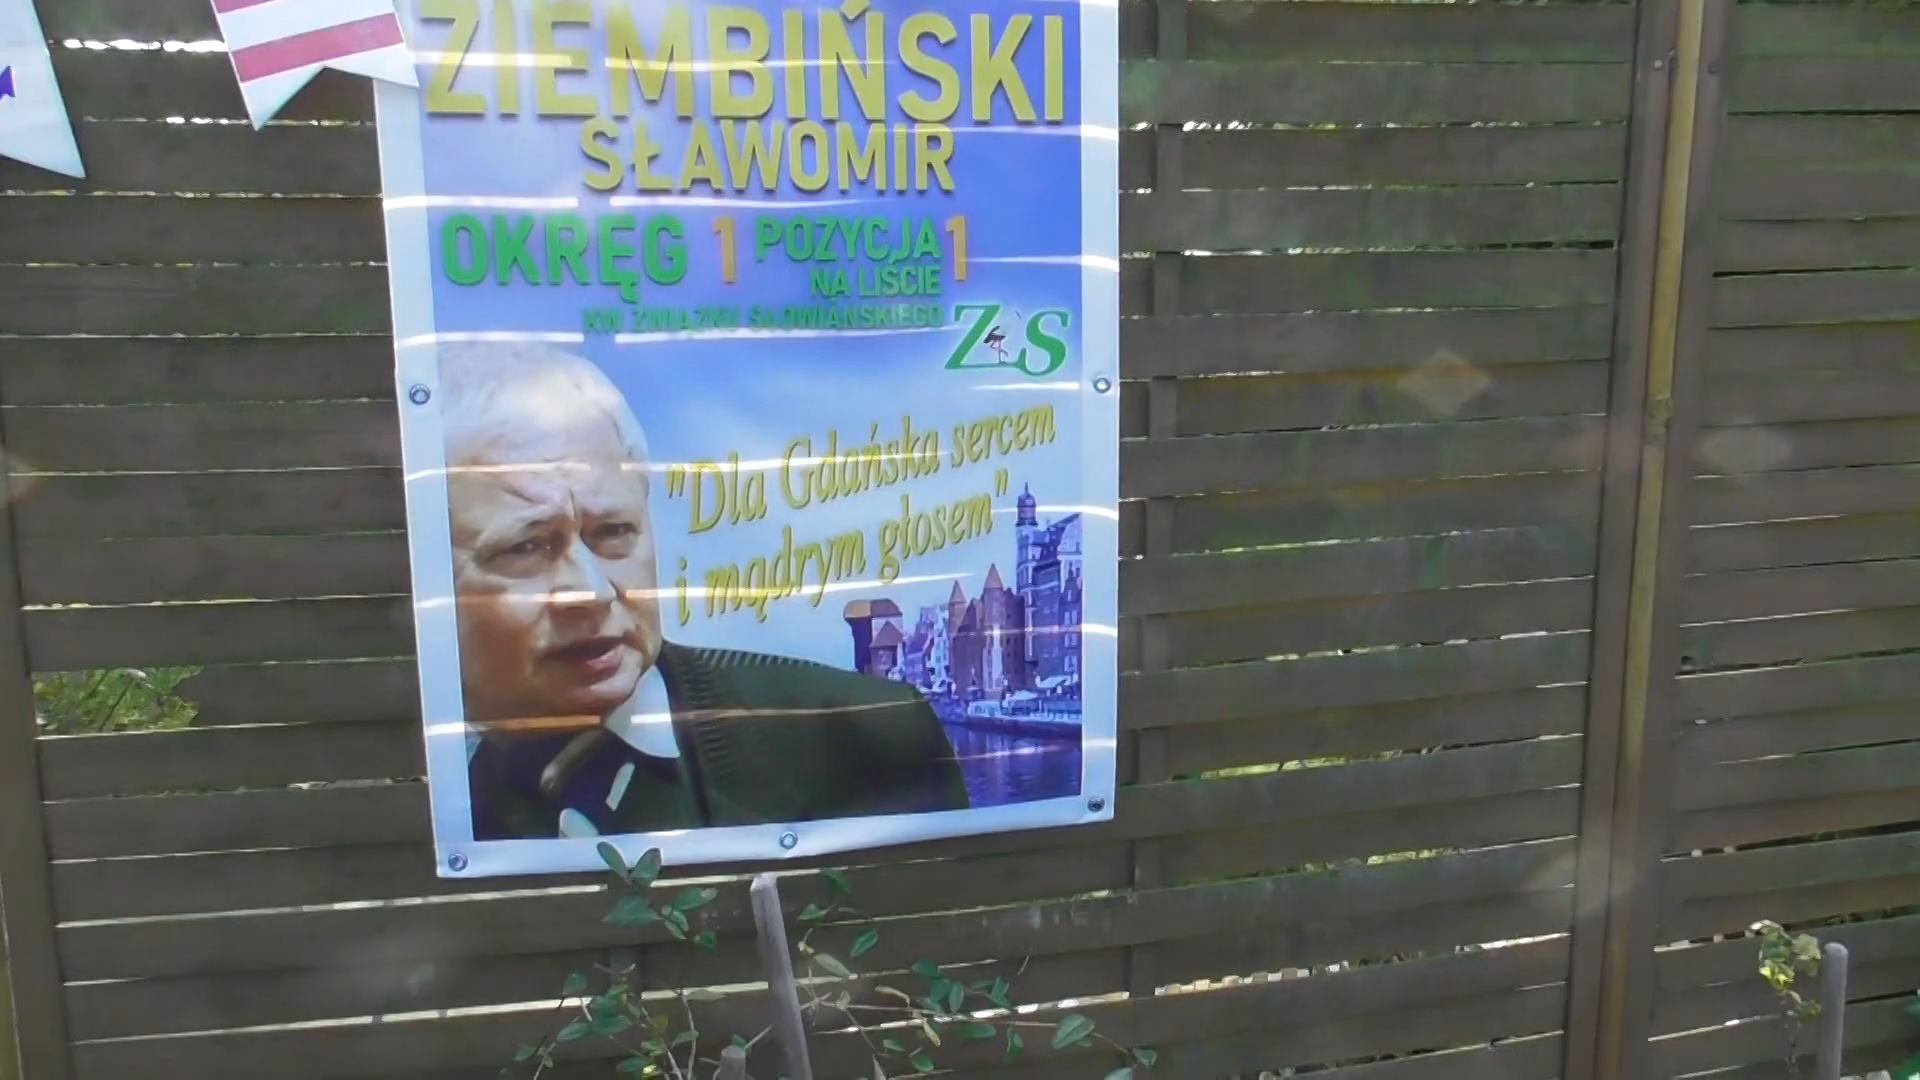 ZIEMBIŃSKI
SŁAWOMIR
OKRĘG 1 POZYCJA 1
NA LIŚCIE
KW ZWIĄZKU SŁOWIAŃSKIEGO
ZS
"Dla Gdańska sercem
i mądrym głosem"